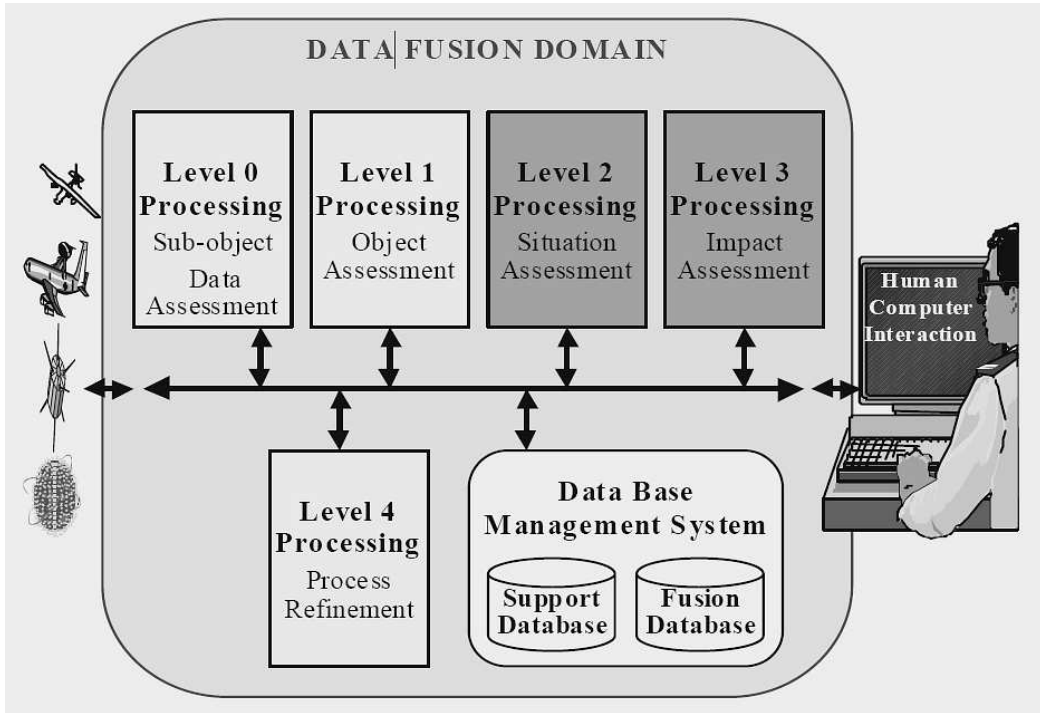 DATA FUSION DOMAIN
Level 0
Processing
Sub-object
Data
Assessment
Level 1
Processing
Object
Assessment
Level 2
Processing
Situation
Assessment
Level 3
Processing
Impact
Assessment
Human
Computer
Interaction
Level 4
Processing
Process
Refinement
Data Base
Management System
Support
Database
Fusion
Database